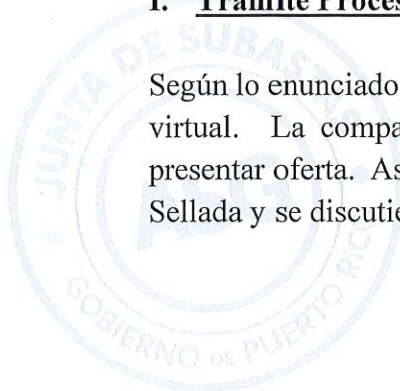 I. Trámite Proces
Según lo enunciado
virtual. La compa
presentar oferta. As
Sellada y se discutie
JUNTA DE SUBASTAS
ASG
GOBIERNO DE PUERTO RICO